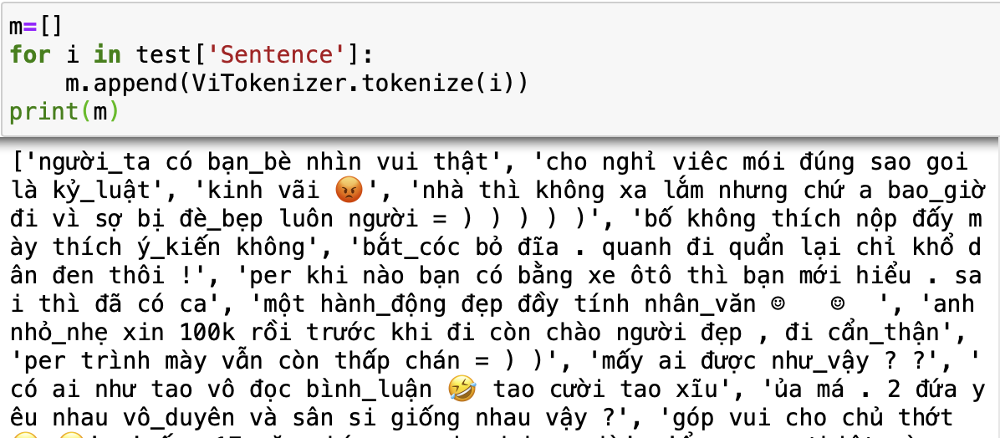 m=[]
for i in test['Sentence']:
    m.append(ViTokenizer.tokenize(i))
print(m)
['người_ta có bạn_bè nhìn vui thật', 'cho nghỉ viêc mói đúng sao goi
là kỷ_luật', 'kinh vãi 😡', 'nhà thì không xa lắm nhưng chứ a bao_giờ
đi vì sợ bị đè_bẹp luôn người = ) ) ) ) )', 'bố không thích nộp đấy m
ày thích ý_kiến không', 'bắt_cóc bỏ đĩa . quanh đi quẩn lại chỉ khổ d
ân đen thôi !', 'per khi nào bạn có bằng xe ôtô thì bạn mới hiểu . sa
i thì đã có ca', 'một hành_động đẹp đầy tính nhân_văn ☺   ☺  ', 'anh
nhỏ_nhẹ xin 100k rồi trước khi đi còn chào người đẹp , đi cẩn_thận',
'per trình mày vẫn còn thấp chán = ) )', 'mấy ai được như_vậy ? ?', '
có ai như tao vô đọc bình_luận 🤣 tao cười tao xĩu', 'ủa má . 2 đứa y
êu nhau vô_duyên và sân si giống nhau vậy ?', 'góp vui cho chủ thớt